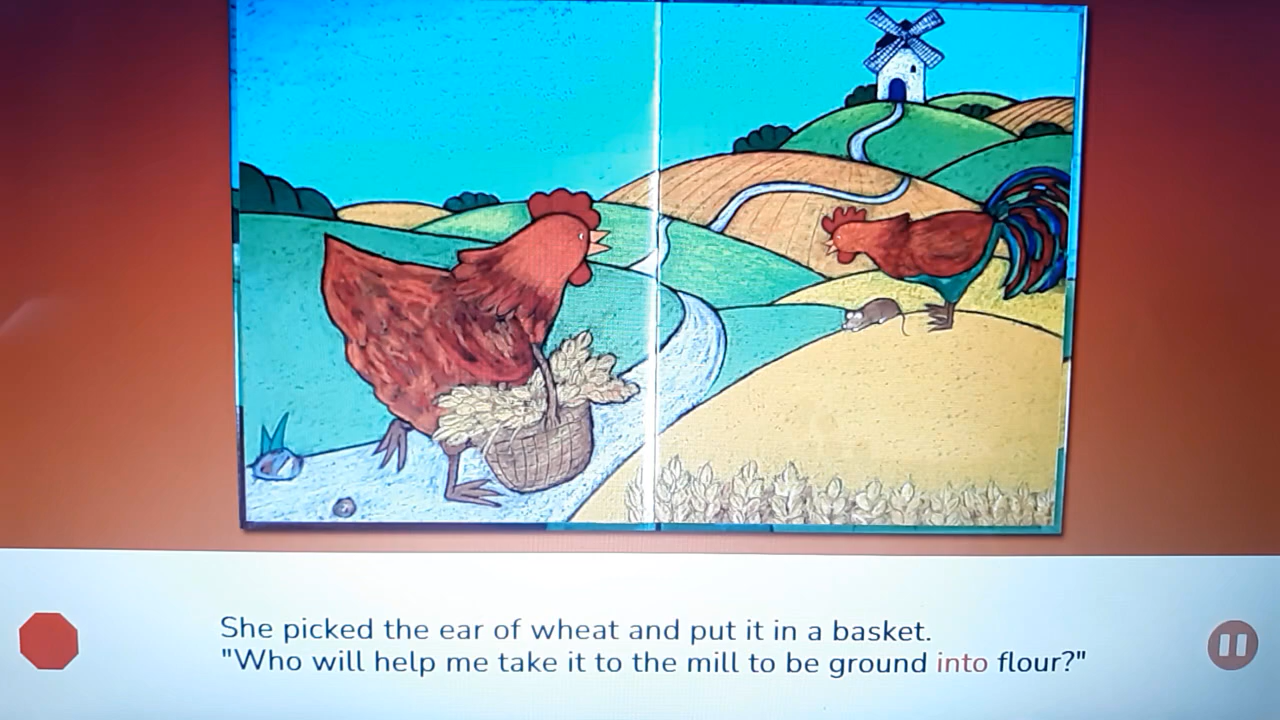 She picked the ear of wheat and put it in a basket.
"Who will help me take it to the mill to be ground into flour?"